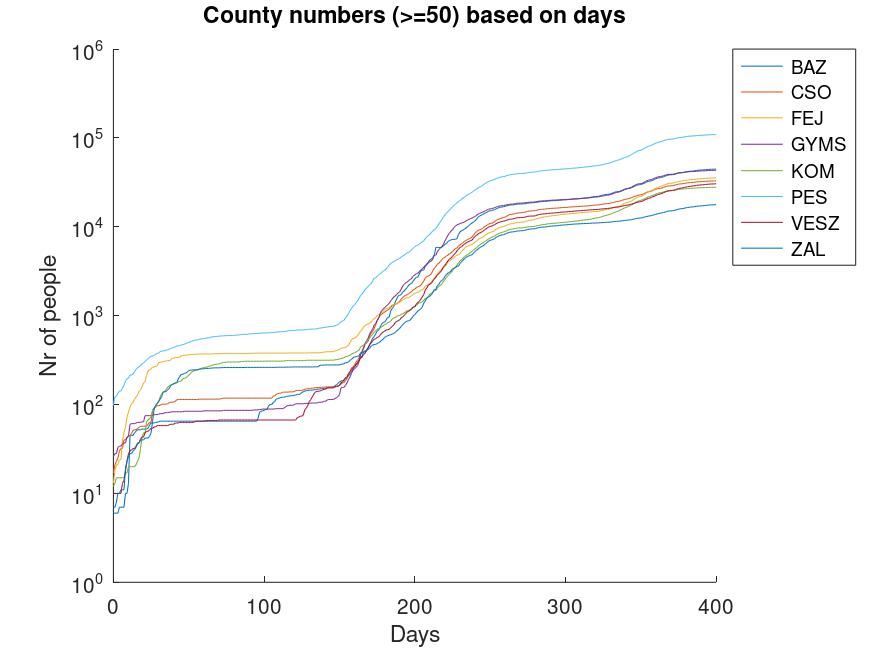 County numbers (>=50) based on days
10^6
10^5
10^4
10^3
10^2
10^1
10^0
Nr of people
0 100 200 300 400
Days
BAZ
CSO
FEJ
GYMS
KOM
PES
VESZ
ZAL